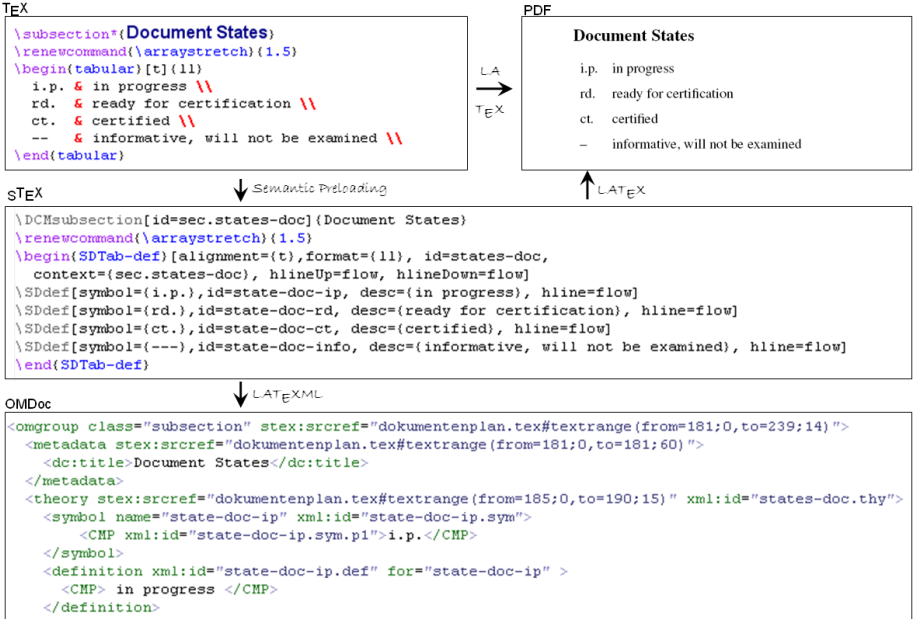 TEX
\subsection*{Document States}
\renewcommand{\arraystretch}{1.5}
\begin{tabular}[t]{ll}
i.p. & in progress \\
rd. & ready for certification \\
ct. & certified \\
-- & informative, will not be examined \\
\end{tabular}
LA
TEX
PDF
Document States
i.p. in progress
rd. ready for certification
ct. certified
– informative, will not be examined
Semantic Preloading
LATEX
STEX
\DCMsubsection[id=sec.states-doc]{Document States}
\renewcommand{\arraystretch}{1.5}
\begin{SDTab-def}[alignment={t},format={ll}, id=states-doc,
context={sec.states-doc}, hlineUp=flow, hlineDown=flow]
\SDdef[symbol={i.p.},id=state-doc-ip, desc={in progress}, hline=flow]
\SDdef[symbol={rd.},id=state-doc-rd, desc={ready for certification}, hline=flow]
\SDdef[symbol={ct.},id=state-doc-ct, desc={certified}, hline=flow]
\SDdef[symbol={---},id=state-doc-info, desc={informative, will not be examined}, hline=flow]
\end{SDTab-def}
LATEXML
OMDoc
<omgroup class="subsection" stex:srcref="dokumentenplan.tex#textrange(from=181;0,to=239;14)">
<metadata stex:srcref="dokumentenplan.tex#textrange(from=181;0,to=181;60)">
<dc:title>Document States</dc:title>
</metadata>
<theory stex:srcref="dokumentenplan.tex#textrange(from=185;0,to=190;15)" xml:id="states-doc.thy">
<symbol name="state-doc-ip" xml:id="state-doc-ip.sym">
<CMP xml:id="state-doc-ip.sym.p1">i.p.</CMP>
</symbol>
<definition xml:id="state-doc-ip.def" for="state-doc-ip" >
<CMP> in progress </CMP>
</definition>